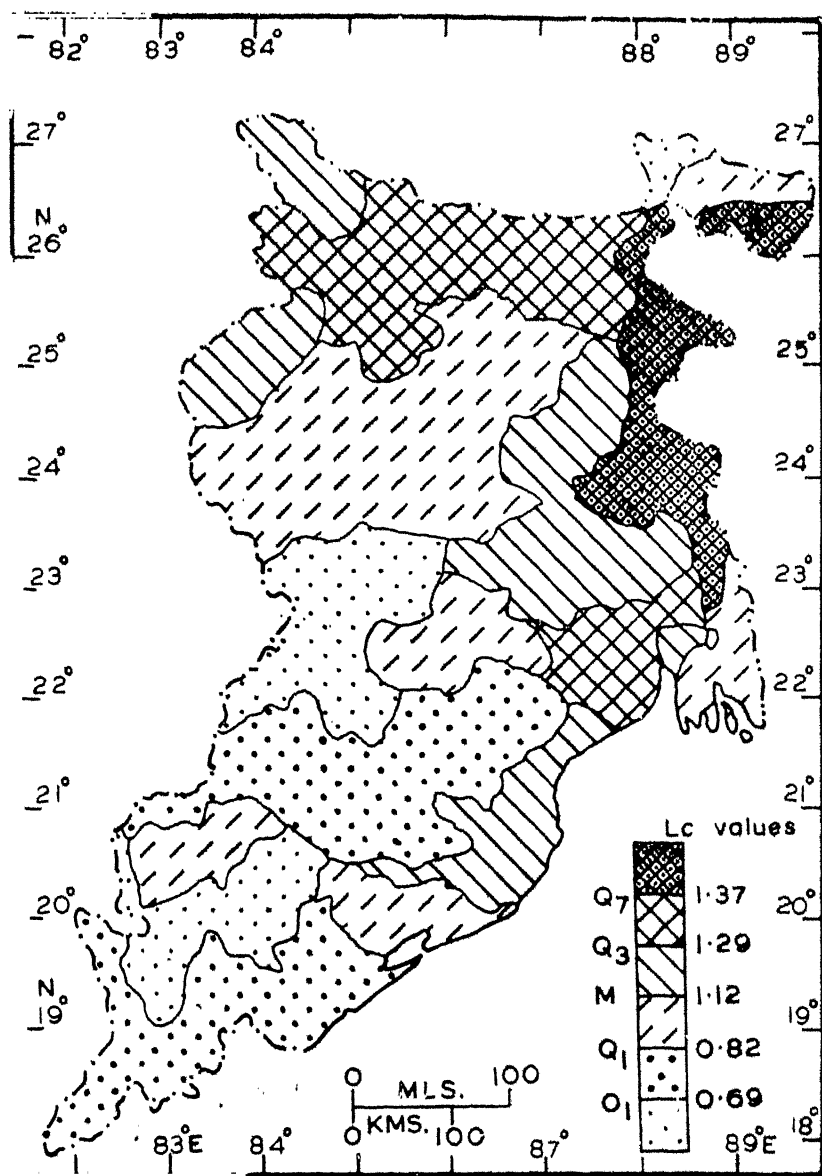 82° 83° 84° 88° 89°
27° 27°
N
26° 26°
25° 25°
24° 24°
23° 23°
22° 22°
21° 21°
Lc values
Q7 1·37
20° 20°
Q3 1·29
N M 1·12
19° 19°
Q1 0·82
0 100
MLS.
O1 0·69
KMS.
0 100
18°
83°E 84° 87° 89°E